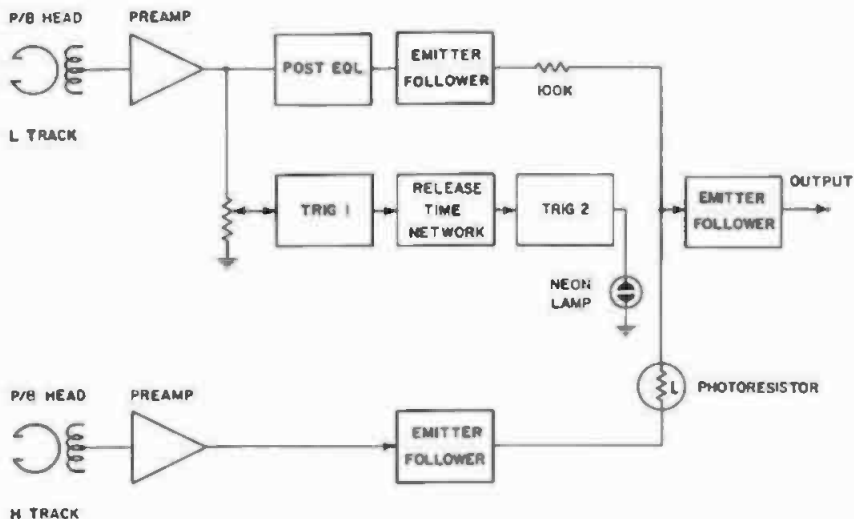 P/B HEAD
PREAMP
L TRACK
POST EQL
EMITTER
FOLLOWER
100K
TRIG 1
RELEASE
TIME
NETWORK
TRIG 2
EMITTER
FOLLOWER
OUTPUT
NEON
LAMP
P/B HEAD
PREAMP
EMITTER
FOLLOWER
L
PHOTORESISTOR
H TRACK